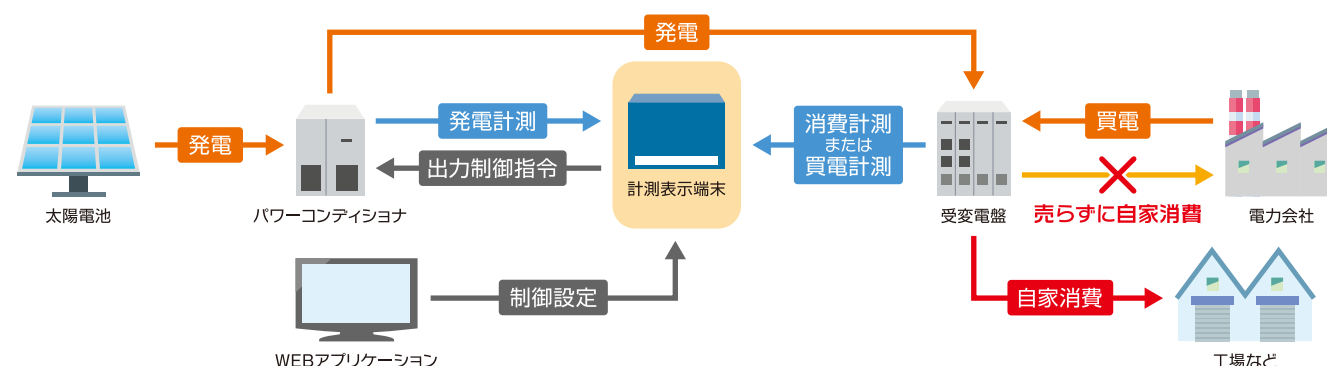 発電
発電
発電計測
出力制御指令
計測表示端末
消費計測
または
買電計測
買電
売らずに自家消費
太陽電池
パワーコンディショナ
受変電盤
電力会社
制御設定
自家消費
WEBアプリケーション
工場など